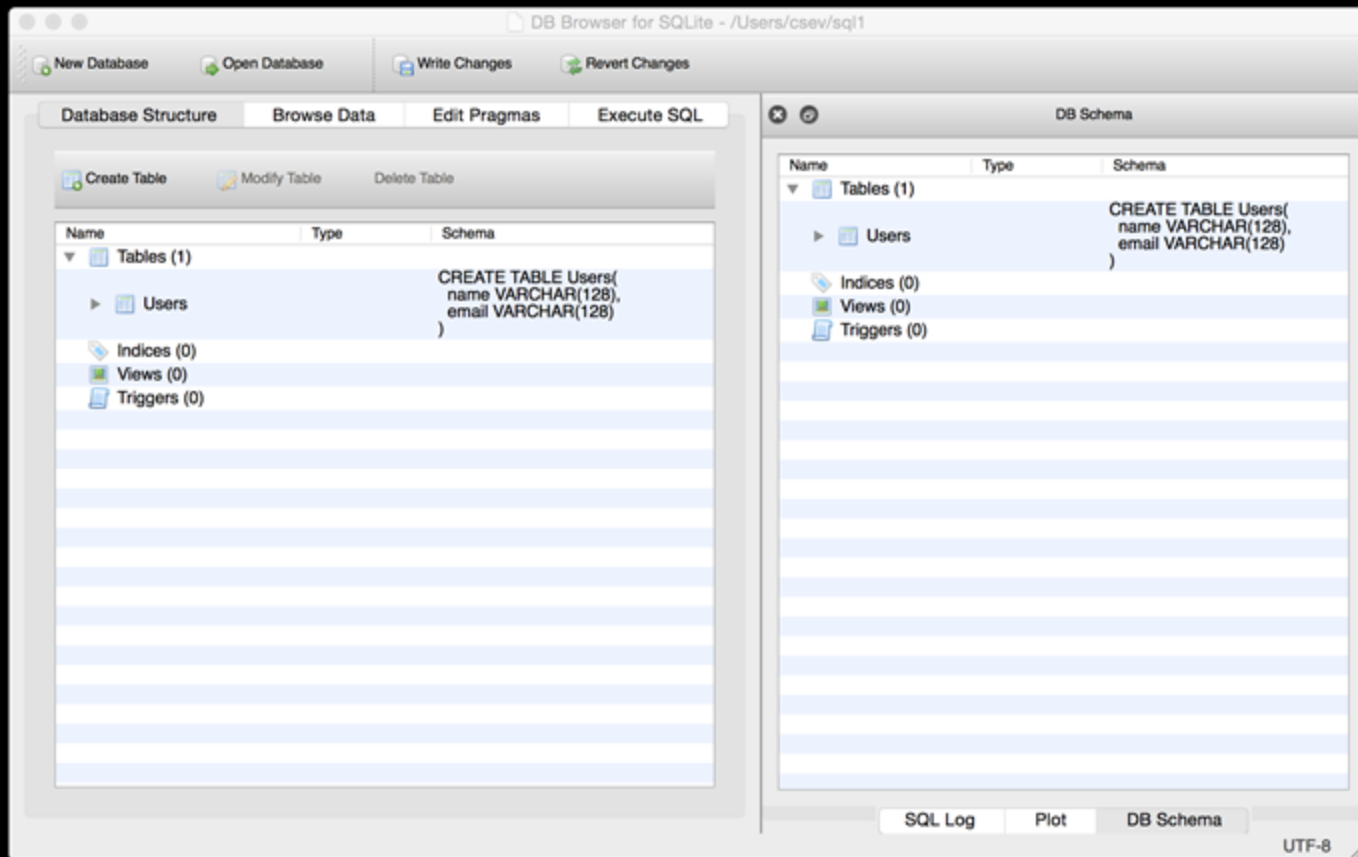 DB Browser for SQLite - /Users/csev/sql1
New Database Open Database Write Changes Revert Changes
Database Structure Browse Data Edit Pragmas Execute SQL
Create Table Modify Table Delete Table
Name Type Schema
Tables (1)
Users
CREATE TABLE Users(
name VARCHAR(128),
email VARCHAR(128)
)
Indices (0)
Views (0)
Triggers (0)
DB Schema
Name Type Schema
Tables (1)
Users
CREATE TABLE Users(
name VARCHAR(128),
email VARCHAR(128)
)
Indices (0)
Views (0)
Triggers (0)
SQL Log Plot DB Schema
UTF-8